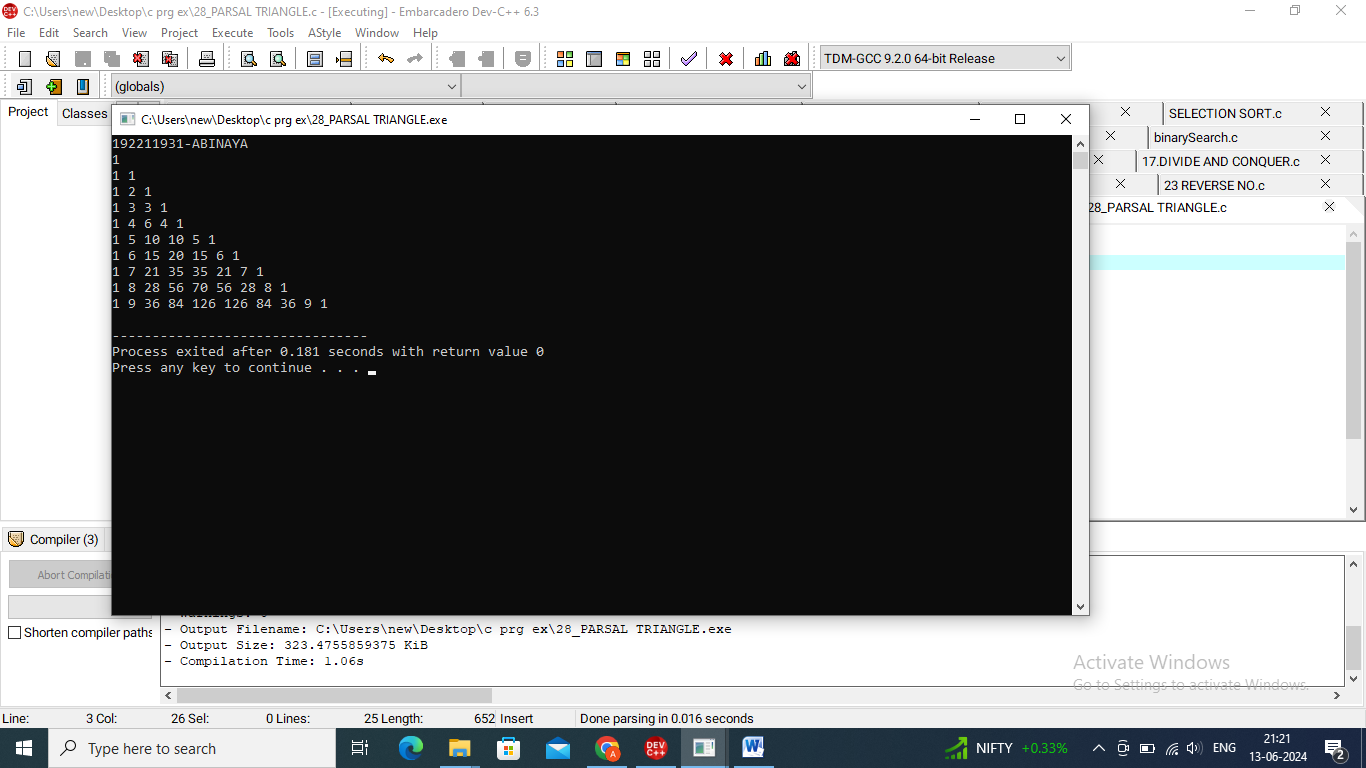 C:\Users\new\Desktop\c prg ex\28_PARSAL TRIANGLE.c - [Executing] - Embarcadero Dev-C++ 6.3
File Edit Search View Project Execute Tools AStyle Window Help
TDM-GCC 9.2.0 64-bit Release
(globals)
Project Classes
SELECTION SORT.c
binarySearch.c
17.DIVIDE AND CONQUER.c
23 REVERSE NO.c
28_PARSAL TRIANGLE.c
C:\Users\new\Desktop\c prg ex\28_PARSAL TRIANGLE.exe
192211931-ABINAYA
1
1 1
1 2 1
1 3 3 1
1 4 6 4 1
1 5 10 10 5 1
1 6 15 20 15 6 1
1 7 21 35 35 21 7 1
1 8 28 56 70 56 28 8 1
1 9 36 84 126 126 84 36 9 1
--------------------------------
Process exited after 0.181 seconds with return value 0
Press any key to continue . . .
Compiler (3)
Abort Compilati
Shorten compiler paths
- Output Filename: C:\Users\new\Desktop\c prg ex\28_PARSAL TRIANGLE.exe
- Output Size: 323.4755859375 KiB
- Compilation Time: 1.06s
Activate Windows
Go to Settings to activate Windows.
Line: 3 Col: 26 Sel: 0 Lines: 25 Length: 652 Insert Done parsing in 0.016 seconds
Type here to search
NIFTY +0.33%
ENG
21:21
13-06-2024
2